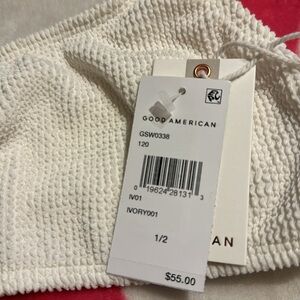 GOOD AMERICAN
GSW0338
120
0 19624 28131 3
IV01
IVORY001
1/2
AN
$55.00